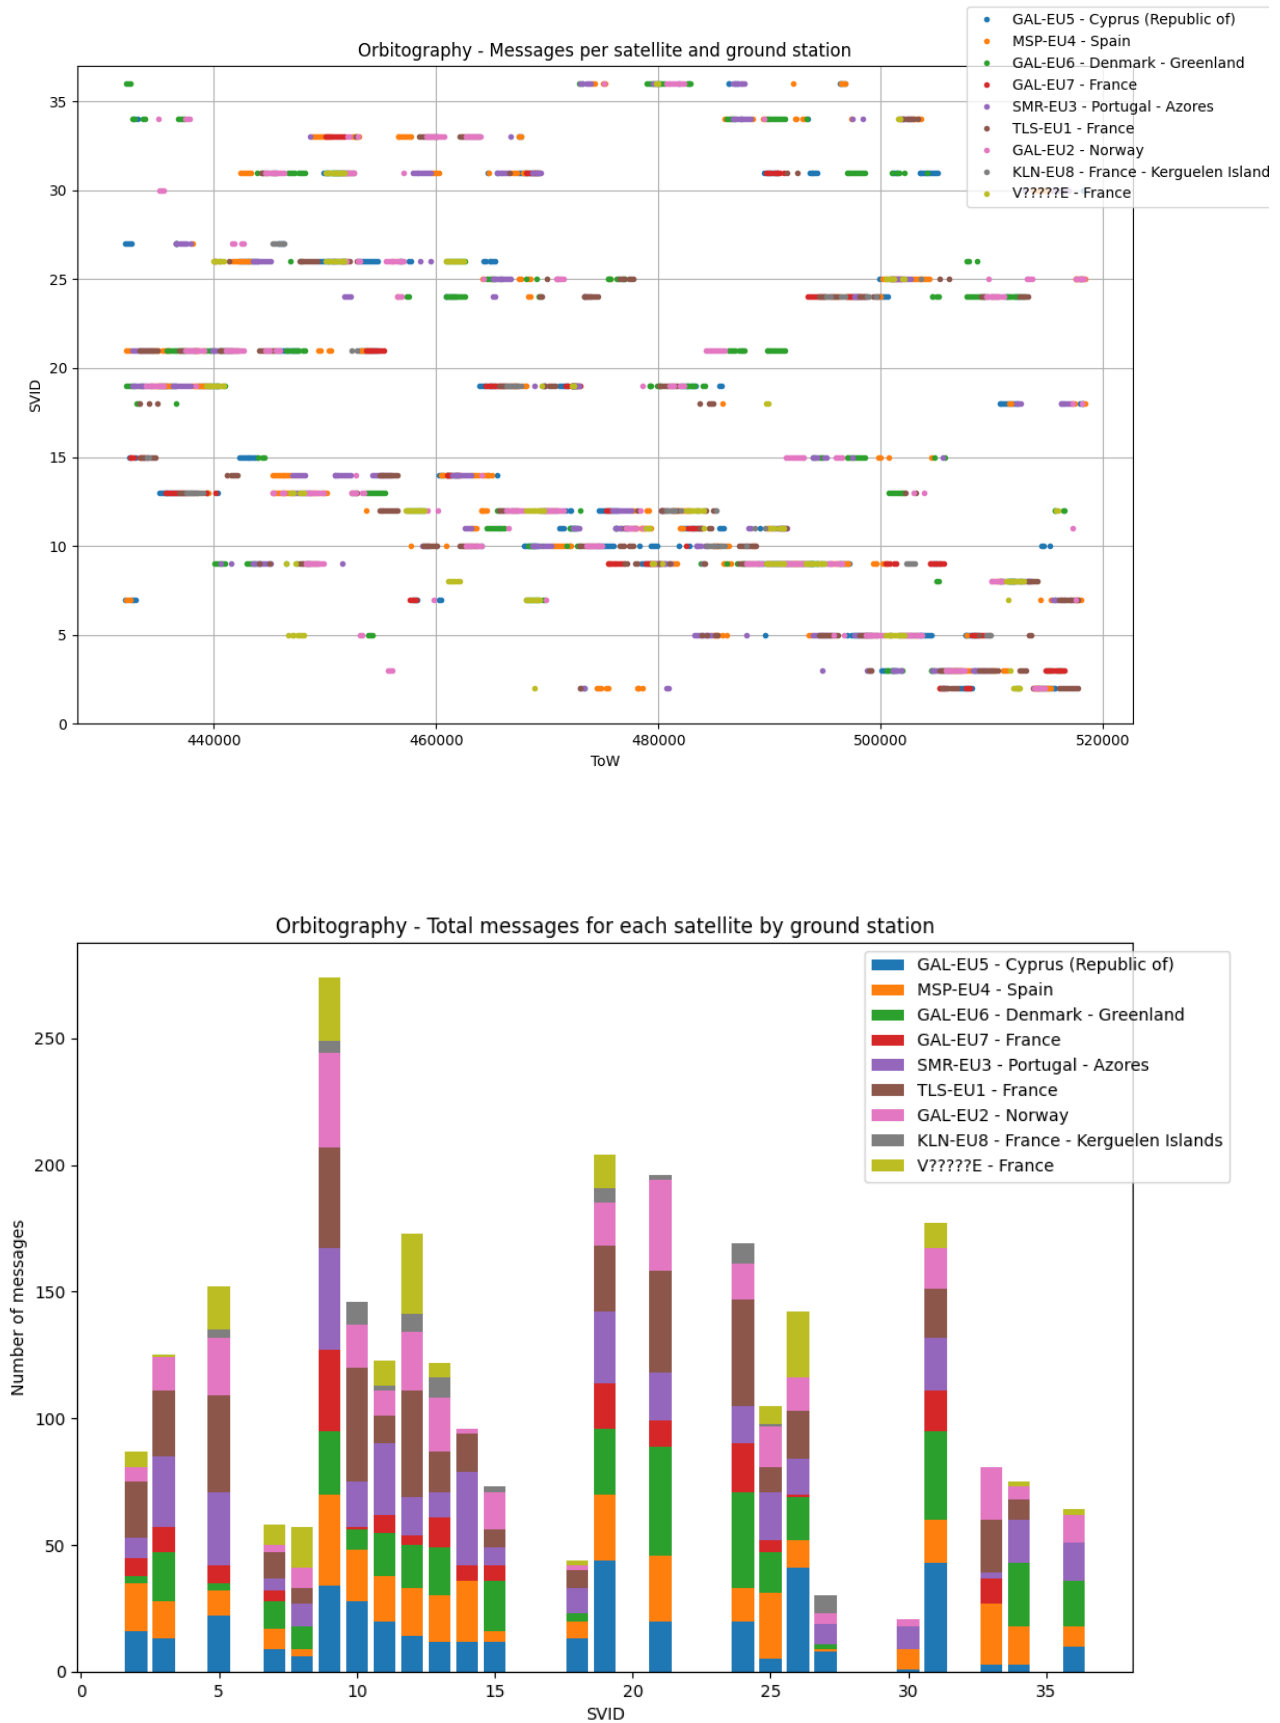 Orbitography - Messages per satellite and ground station
GAL-EU5 - Cyprus (Republic of)
MSP-EU4 - Spain
GAL-EU6 - Denmark - Greenland
GAL-EU7 - France
SMR-EU3 - Portugal - Azores
TLS-EU1 - France
GAL-EU2 - Norway
KLN-EU8 - France - Kerguelen Island
V?????E - France
35
30
25
20
15
10
5
0
SVID
440000 460000 480000 500000 520000
ToW
Orbitography - Total messages for each satellite by ground station
GAL-EU5 - Cyprus (Republic of)
MSP-EU4 - Spain
GAL-EU6 - Denmark - Greenland
GAL-EU7 - France
SMR-EU3 - Portugal - Azores
TLS-EU1 - France
GAL-EU2 - Norway
KLN-EU8 - France - Kerguelen Islands
V?????E - France
250
200
150
100
50
0
Number of messages
0 5 10 15 20 25 30 35
SVID